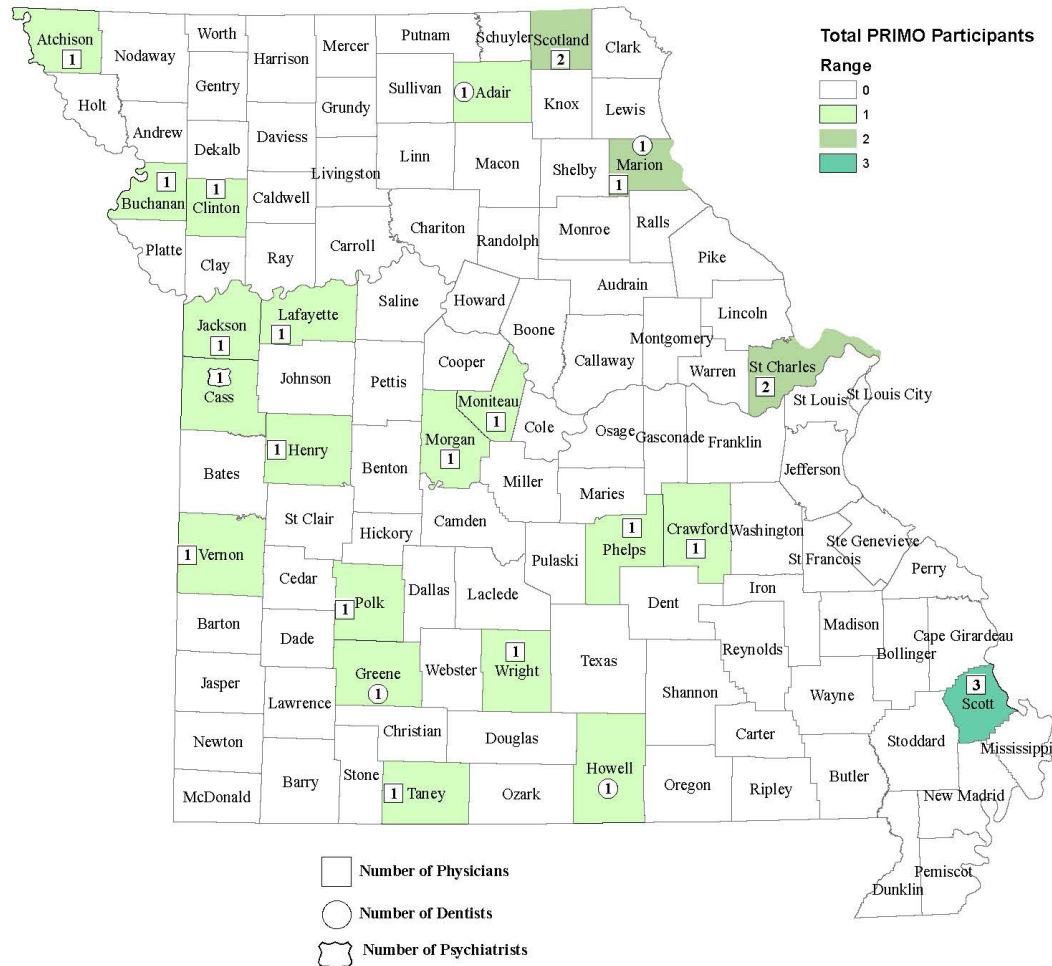 Total PRIMO Participants
Range
0
1
2
3
Atchison
1
Nodaway
Worth
Harrison
Mercer
Putnam
Schuyler
Scotland
2
Clark
Holt
Gentry
Grundy
Sullivan
1
Adair
Knox
Lewis
Andrew
Dekalb
Daviess
Livingston
Linn
Macon
Shelby
1
Marion
1
1
Buchanan
1
Clinton
Caldwell
Platte
Clay
Ray
Carroll
Chariton
Randolph
Monroe
Ralls
Pike
Audrain
Jackson
1
Lafayette
1
Saline
Howard
Boone
Callaway
Montgomery
Lincoln
Warren
St Charles
2
St Louis
St Louis City
1
Cass
Johnson
Pettis
Cooper
Moniteau
1
Morgan
1
Cole
Osage
Gasconade
Franklin
Jefferson
Bates
1
Henry
Benton
Miller
Maries
St Clair
Hickory
Camden
Pulaski
1
Phelps
Crawford
1
Washington
St Francois
Ste Genevieve
Perry
1
Vernon
Cedar
1
Polk
Dallas
Laclede
Dent
Iron
Madison
Bollinger
Cape Girardeau
Barton
Dade
Greene
1
Webster
1
Wright
Texas
Shannon
Reynolds
Wayne
3
Scott
Jasper
Lawrence
Christian
Douglas
Howell
1
Carter
Stoddard
Mississippi
Newton
McDonald
Barry
Stone
1
Taney
Ozark
Oregon
Ripley
Butler
New Madrid
Dunklin
Pemiscot
Number of Physicians
Number of Dentists
Number of Psychiatrists